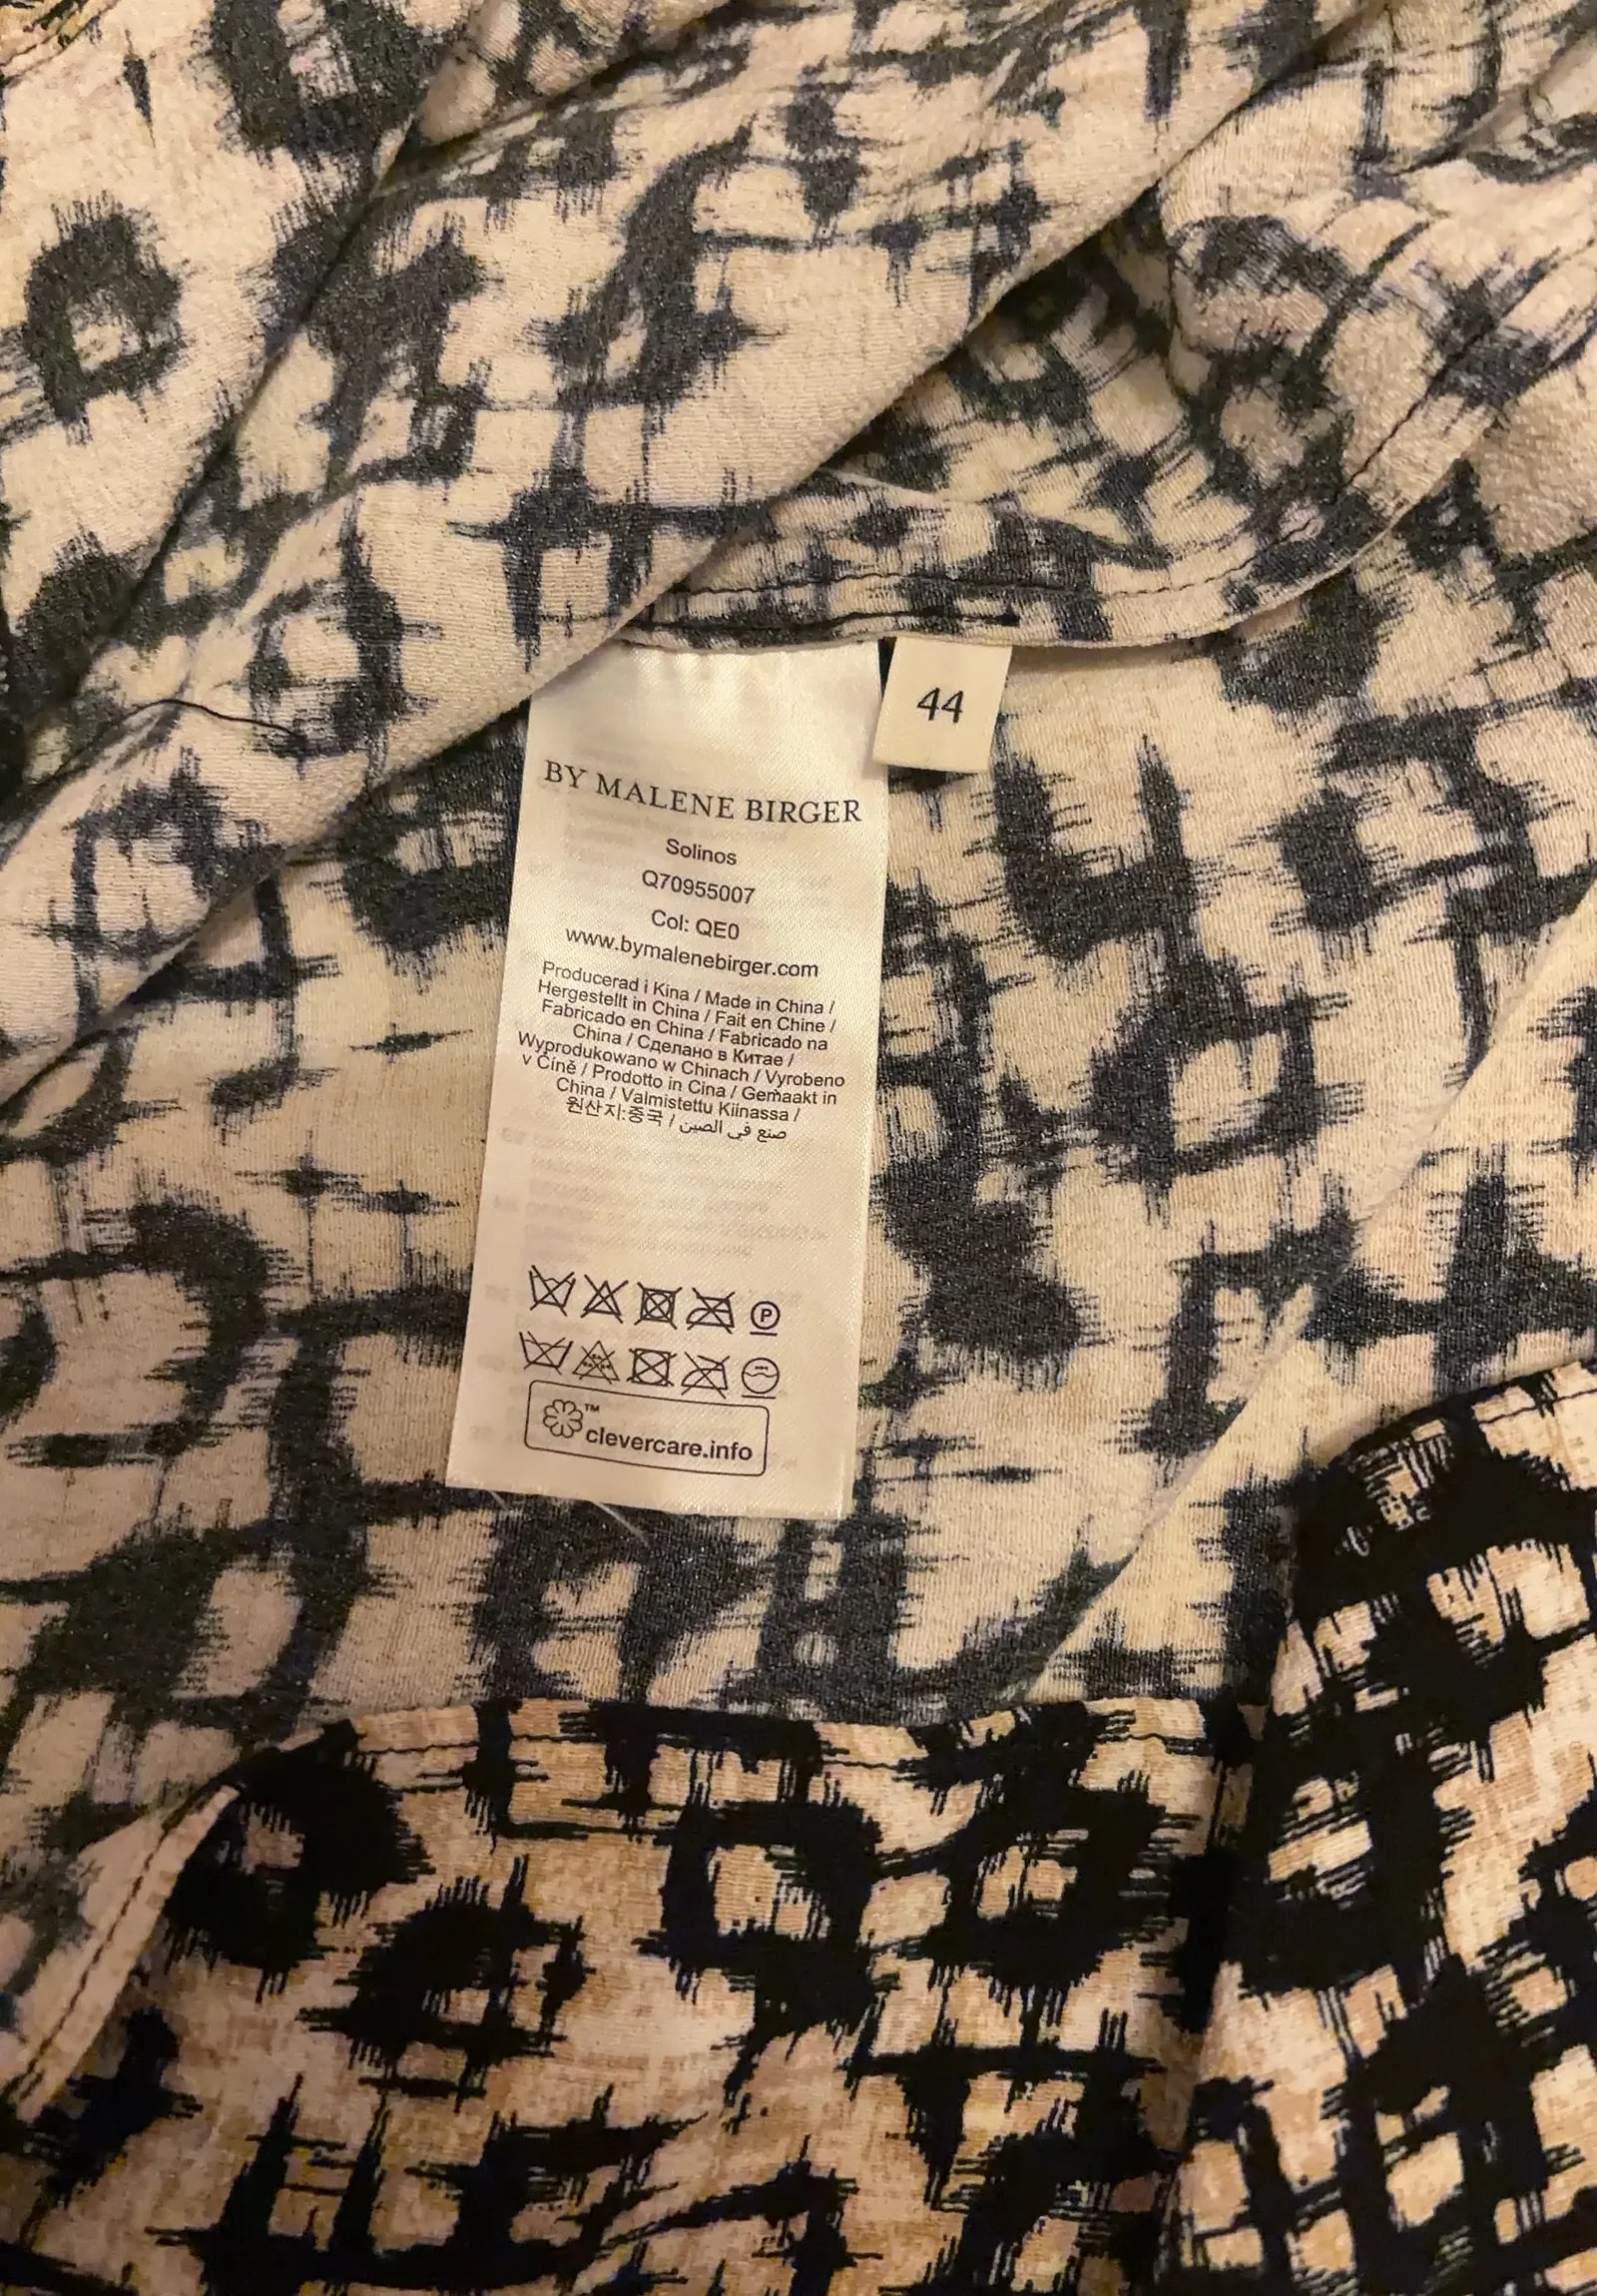 44
BY MALENE BIRGER
Solinos
Q70955007
Col: QE0
www.bymalenebirger.com
Producerad i Kina / Made in China /
Hergestellt in China / Fait en Chine /
Fabricado en China / Fabricado na
China / Сделано в Китае /
Wyprodukowano w Chinach / Vyrobeno
v Číně / Prodotto in Cina / Gemaakt in
China / Valmistettu Kiinassa /
원산지:중국 / صنع في الصين
P
™
clevercare.info